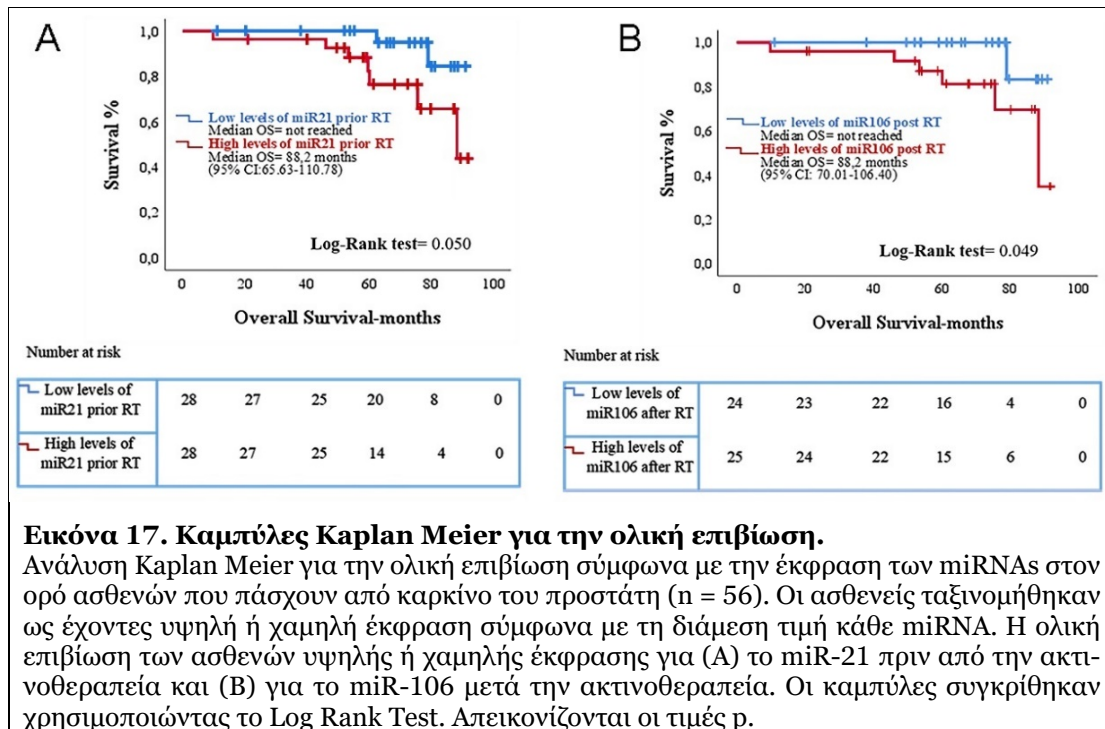 A
1,0
0,8
0,6
0,4
0,2
0,0
Survival %
Low levels of miR21 prior RT
Median OS= not reached
High levels of miR21 prior RT
Median OS= 88,2 months
(95% CI:65.63-110.78)
Log-Rank test= 0.050
0 20 40 60 80 100
Overall Survival-months
Number at risk
Low levels of
miR21 prior RT
28 27 25 20 8 0
High levels of
miR21 prior RT
28 27 25 14 4 0
B
1,0
0,8
0,6
0,4
0,2
0,0
Survival %
Low levels of miR106 post RT
Median OS= not reached
High levels of miR106 post RT
Median OS= 88,2 months
(95% CI: 70.01-106.40)
Log-Rank test= 0.049
0 20 40 60 80 100
Overall Survival-months
Number at risk
Low levels of
miR106 after RT
24 23 22 16 4 0
High levels of
miR106 after RT
25 24 22 15 6 0
Εικόνα 17. Καμπύλες Kaplan Meier για την ολική επιβίωση.
Ανάλυση Kaplan Meier για την ολική επιβίωση σύμφωνα με την έκφραση των miRNAs στον
ορό ασθενών που πάσχουν από καρκίνο του προστάτη (n = 56). Οι ασθενείς ταξινομήθηκαν
ως έχοντες υψηλή ή χαμηλή έκφραση σύμφωνα με τη διάμεση τιμή κάθε miRNA. Η ολική
επιβίωση των ασθενών υψηλής ή χαμηλής έκφρασης για (Α) το miR-21 πριν από την ακτι-
νοθεραπεία και (Β) για το miR-106 μετά την ακτινοθεραπεία. Οι καμπύλες συγκρίθηκαν
χρησιμοποιώντας το Log Rank Test. Απεικονίζονται οι τιμές p.